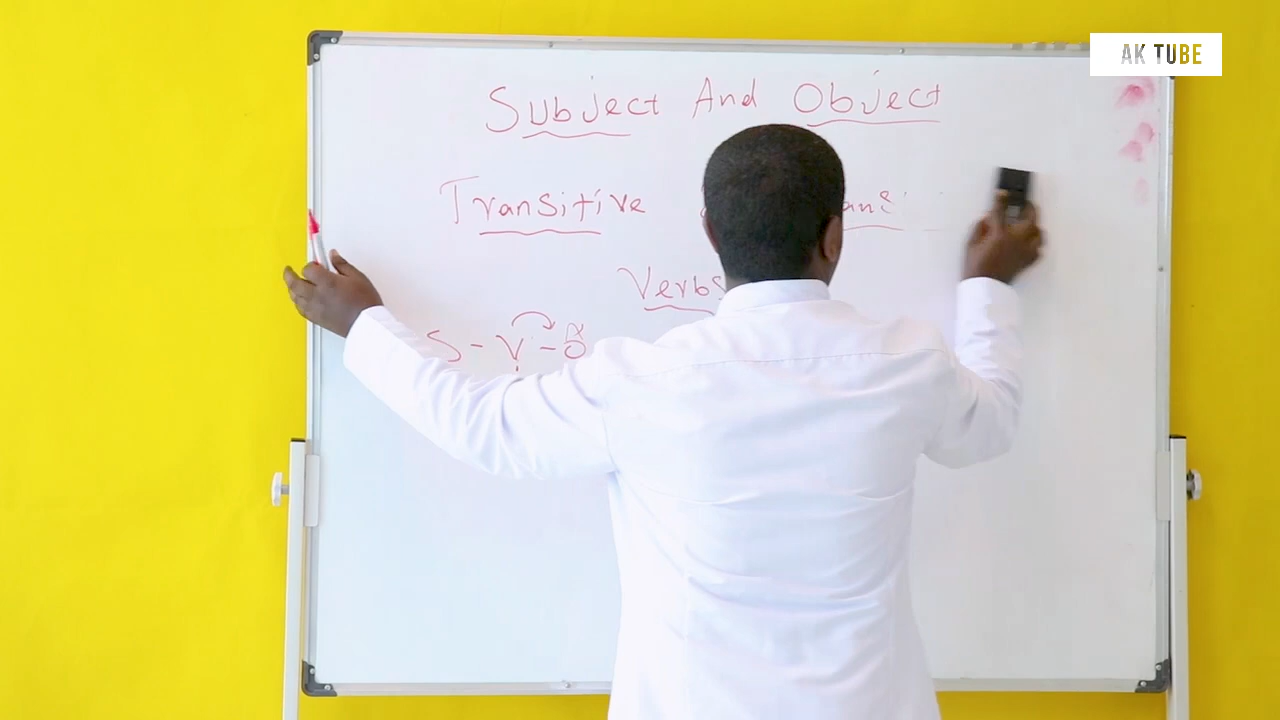 AK TUBE
Subject And Object
Transitive
Verbs
S - V - O